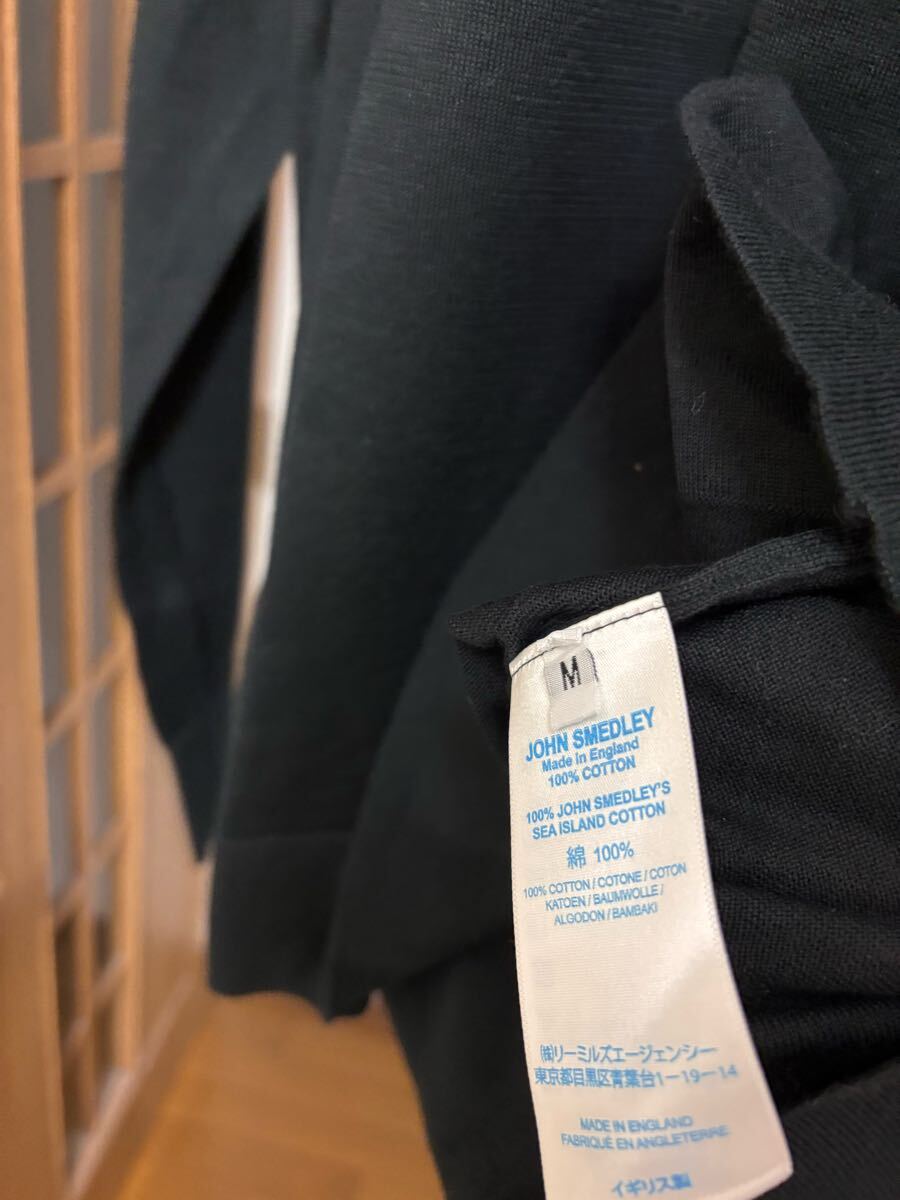 M
JOHN SMEDLEY
Made in England
100% COTTON
100% JOHN SMEDLEY'S
SEA ISLAND COTTON
綿 100%
100% COTTON / COTONE / COTON
KATOEN / BAUMWOLLE /
ALGODON / BAMBAKI
㈱リーミルズエージェンシー
東京都目黒区青葉台1-19-14
MADE IN ENGLAND
FABRIQUÉ EN ANGLETERRE
イギリス製